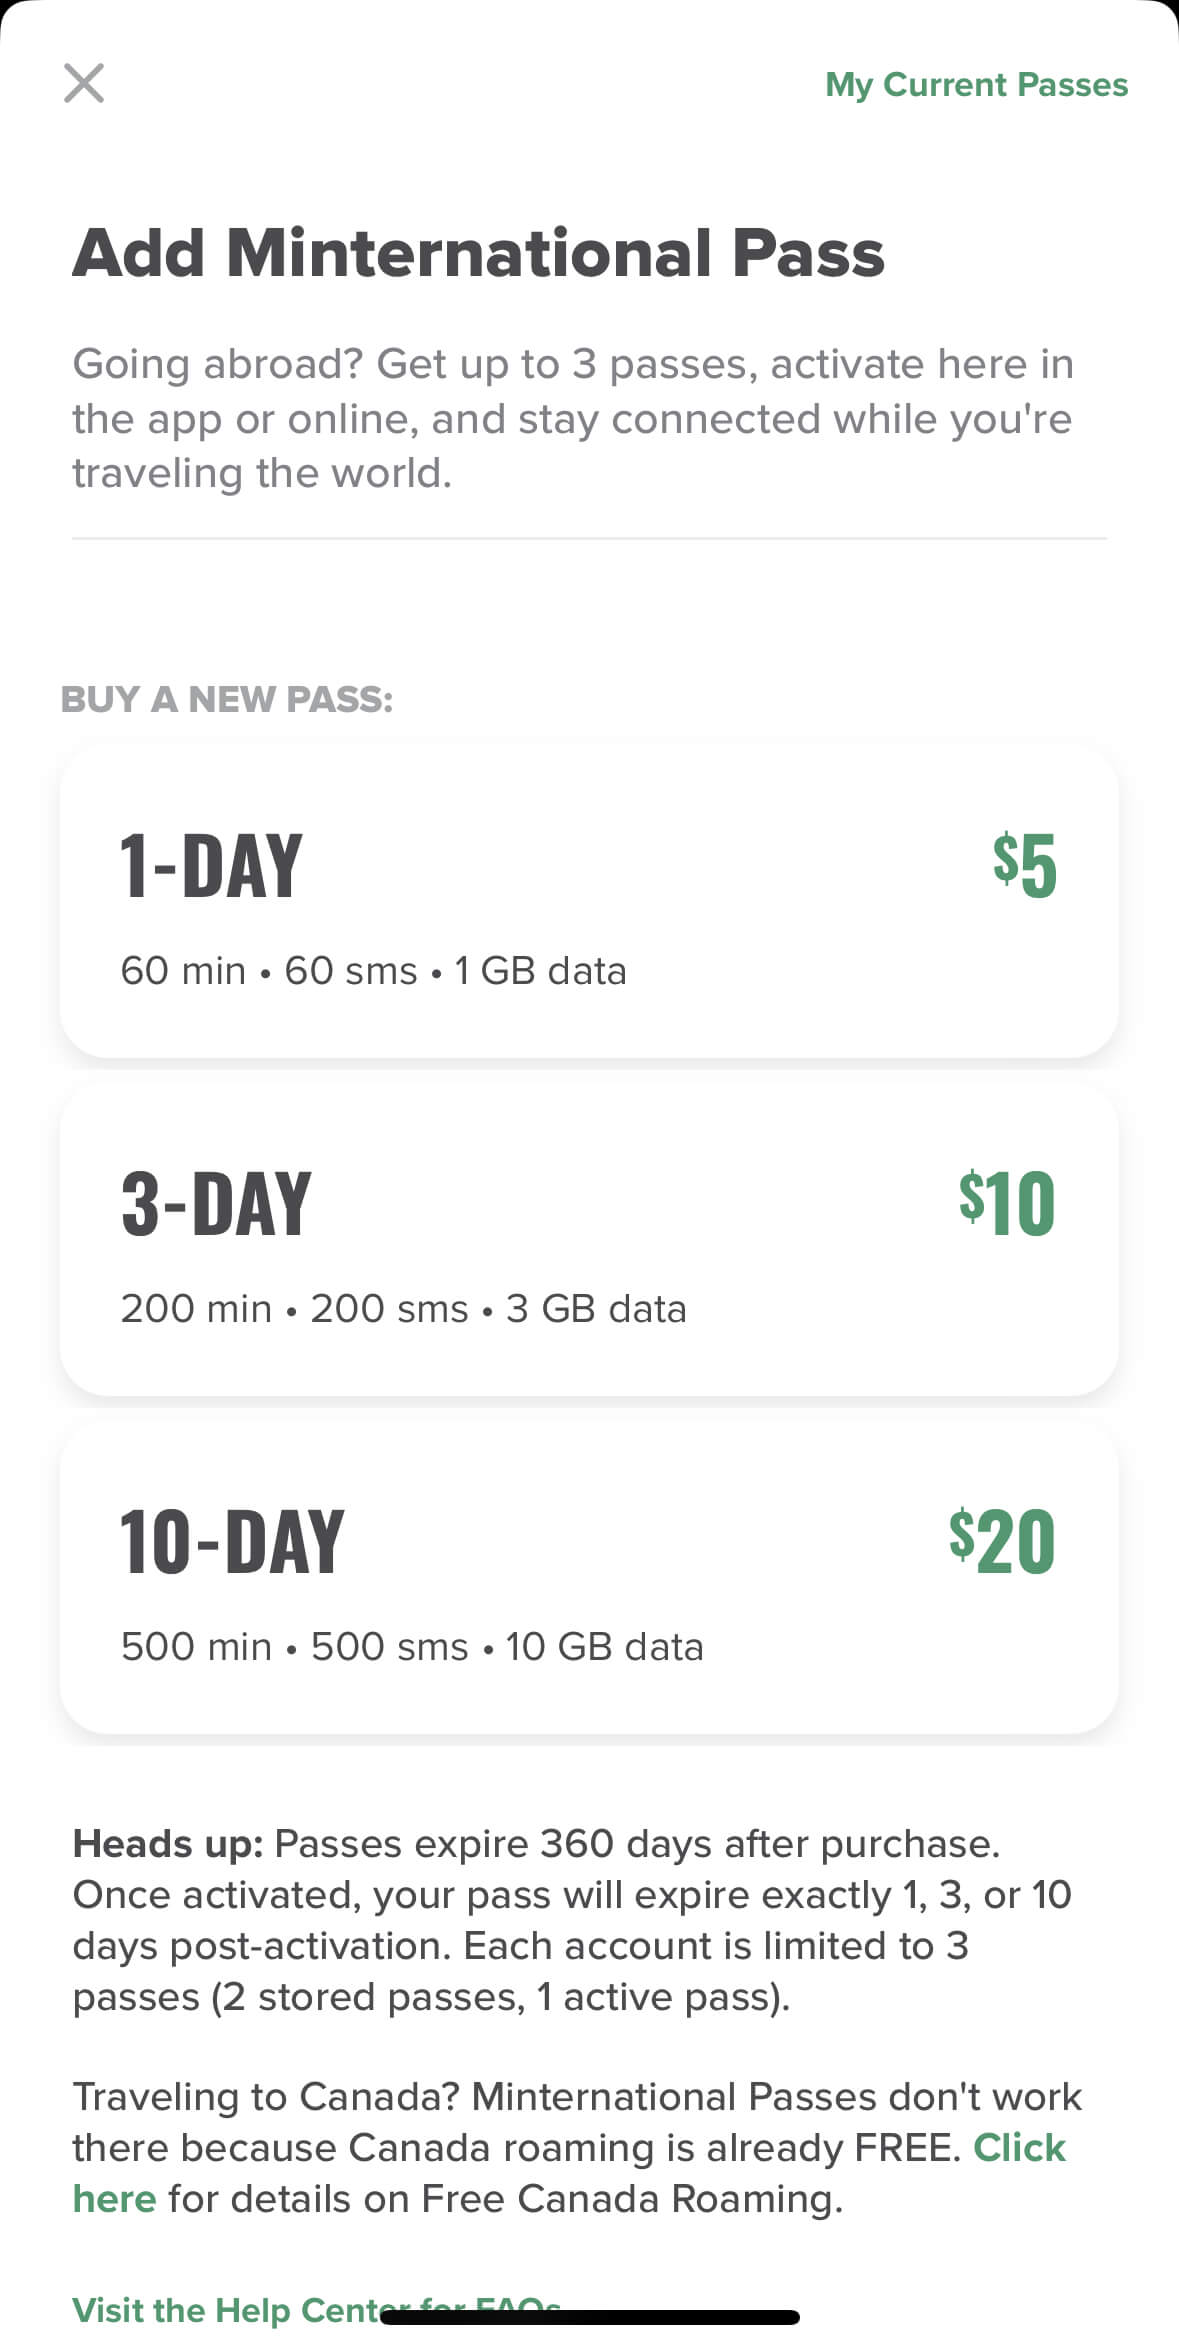 My Current Passes
Add Minternational Pass
Going abroad? Get up to 3 passes, activate here in
the app or online, and stay connected while you're
traveling the world.
BUY A NEW PASS:
1-DAY $5
60 min • 60 sms • 1 GB data
3-DAY $10
200 min • 200 sms • 3 GB data
10-DAY $20
500 min • 500 sms • 10 GB data
Heads up: Passes expire 360 days after purchase.
Once activated, your pass will expire exactly 1, 3, or 10
days post-activation. Each account is limited to 3
passes (2 stored passes, 1 active pass).
Traveling to Canada? Minternational Passes don't work
there because Canada roaming is already FREE. Click
here for details on Free Canada Roaming.
Visit the Help Center for FAQs